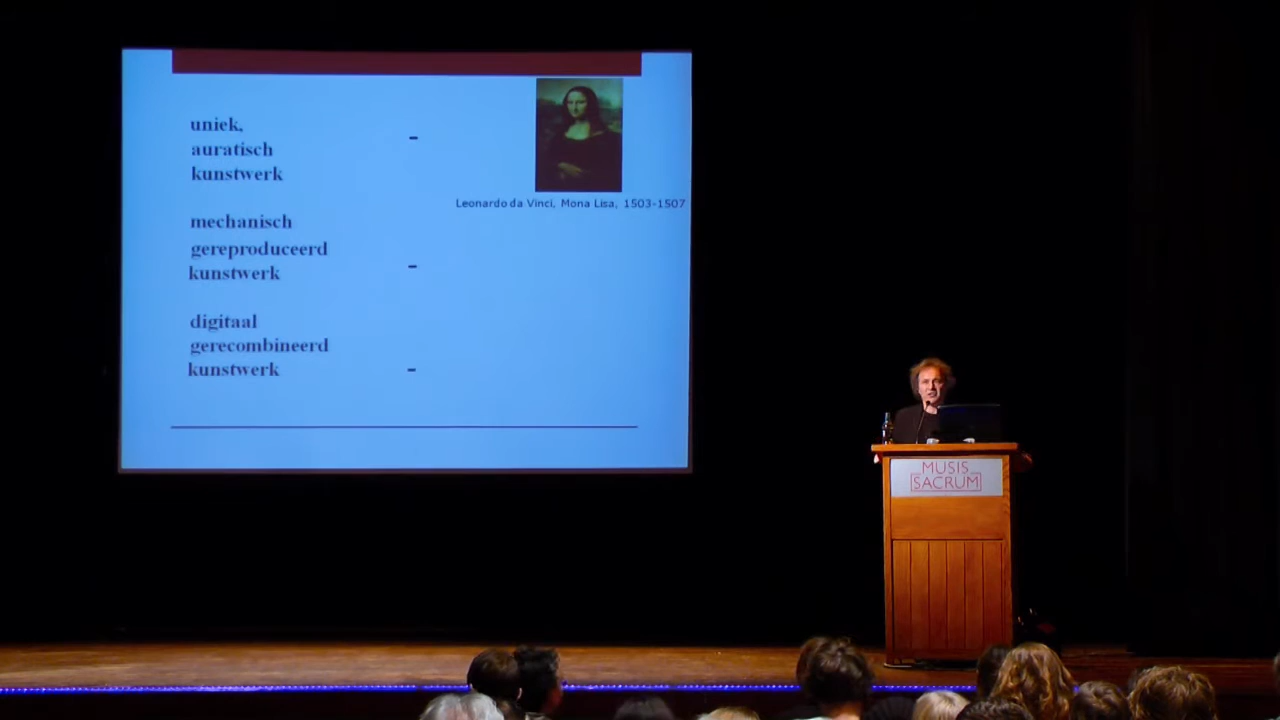 uniek,
auratisch
kunstwerk
-
Leonardo da Vinci, Mona Lisa, 1503-1507
mechanisch
gereproduceerd
kunstwerk
-
digitaal
gerecombineerd
kunstwerk
-
MUSIS
SACRUM